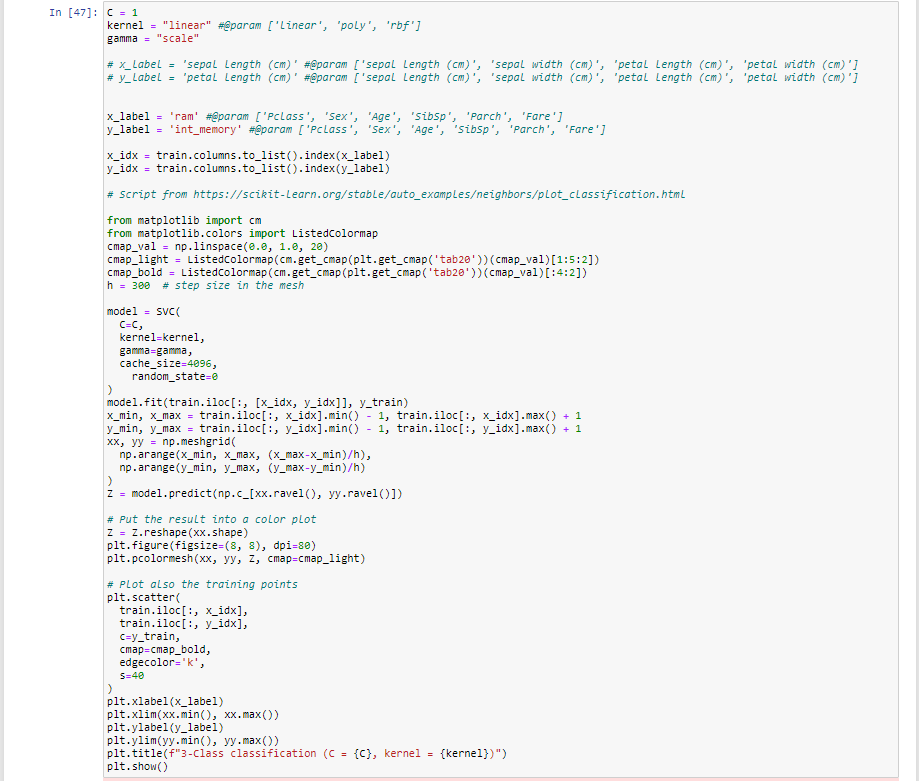 In [47]: C = 1
kernel = "linear" #@param ['linear', 'poly', 'rbf']
gamma = "scale"
# x_label = 'sepal length (cm)' #@param ['sepal length (cm)', 'sepal width (cm)', 'petal length (cm)', 'petal width (cm)']
# y_label = 'petal length (cm)' #@param ['sepal length (cm)', 'sepal width (cm)', 'petal length (cm)', 'petal width (cm)']
x_label = 'ram' #@param ['Pclass', 'Sex', 'Age', 'SibSp', 'Parch', 'Fare']
y_label = 'int_memory' #@param ['Pclass', 'Sex', 'Age', 'SibSp', 'Parch', 'Fare']
x_idx = train.columns.to_list().index(x_label)
y_idx = train.columns.to_list().index(y_label)
# Script from https://scikit-learn.org/stable/auto_examples/neighbors/plot_classification.html
from matplotlib import cm
from matplotlib.colors import ListedColormap
cmap_val = np.linspace(0.0, 1.0, 20)
cmap_light = ListedColormap(cm.get_cmap(plt.get_cmap('tab20'))(cmap_val)[1:5:2])
cmap_bold = ListedColormap(cm.get_cmap(plt.get_cmap('tab20'))(cmap_val)[:4:2])
h = 300  # step size in the mesh
model = SVC(
  C=C,
  kernel=kernel,
  gamma=gamma,
  cache_size=4096,
    random_state=0
)
model.fit(train.iloc[:, [x_idx, y_idx]], y_train)
x_min, x_max = train.iloc[:, x_idx].min() - 1, train.iloc[:, x_idx].max() + 1
y_min, y_max = train.iloc[:, y_idx].min() - 1, train.iloc[:, y_idx].max() + 1
xx, yy = np.meshgrid(
  np.arange(x_min, x_max, (x_max-x_min)/h),
  np.arange(y_min, y_max, (y_max-y_min)/h)
)
Z = model.predict(np.c_[xx.ravel(), yy.ravel()])
# Put the result into a color plot
Z = Z.reshape(xx.shape)
plt.figure(figsize=(8, 8), dpi=80)
plt.pcolormesh(xx, yy, Z, cmap=cmap_light)
# Plot also the training points
plt.scatter(
  train.iloc[:, x_idx],
  train.iloc[:, y_idx],
  c=y_train,
  cmap=cmap_bold,
  edgecolor='k',
  s=40
)
plt.xlabel(x_label)
plt.xlim(xx.min(), xx.max())
plt.ylabel(y_label)
plt.ylim(yy.min(), yy.max())
plt.title(f"3-Class classification (C = {C}, kernel = {kernel})")
plt.show()